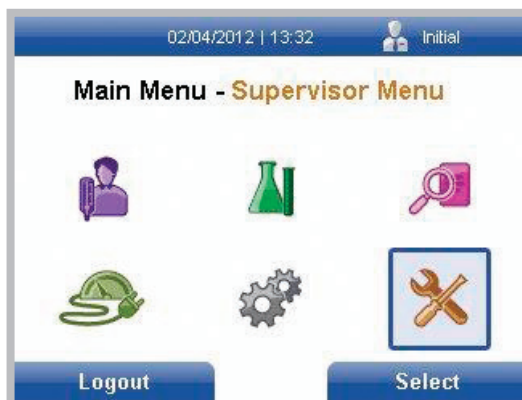 02/04/2012 | 13:32 Initial
Main Menu - Supervisor Menu
Logout Select